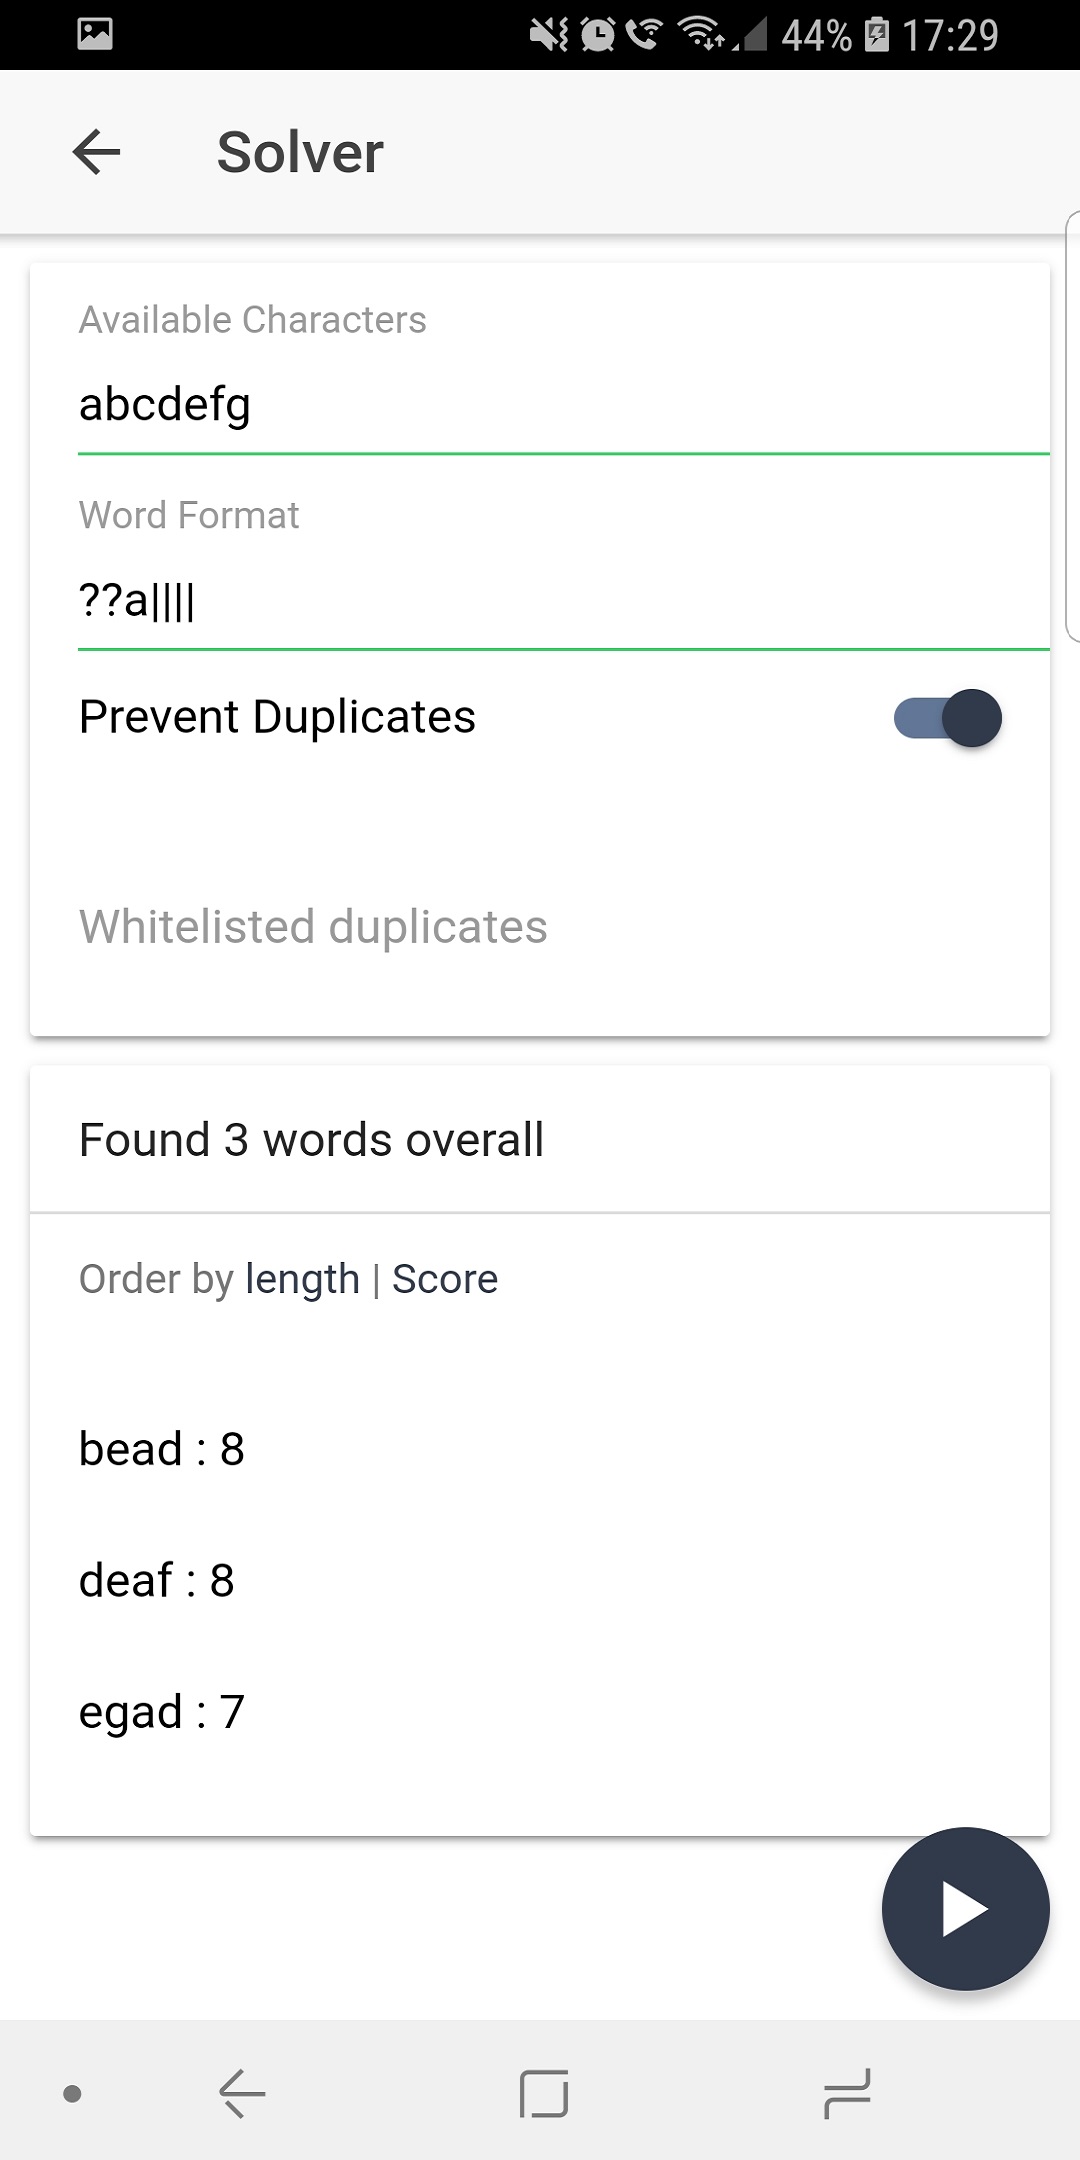 44% 17:29
Solver
Available Characters
abcdefg
Word Format
??a||||
Prevent Duplicates
Whitelisted duplicates
Found 3 words overall
Order by length | Score
bead : 8
deaf : 8
egad : 7